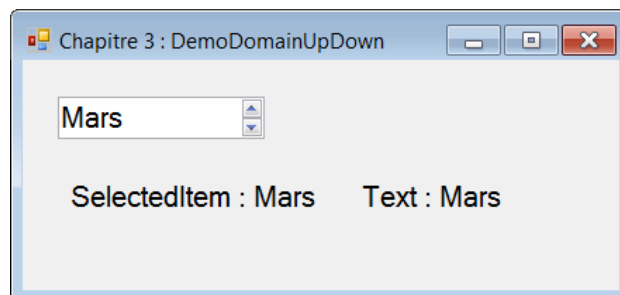 Chapitre 3 : DemoDomainUpDown
Mars
SelectedItem : Mars Text : Mars